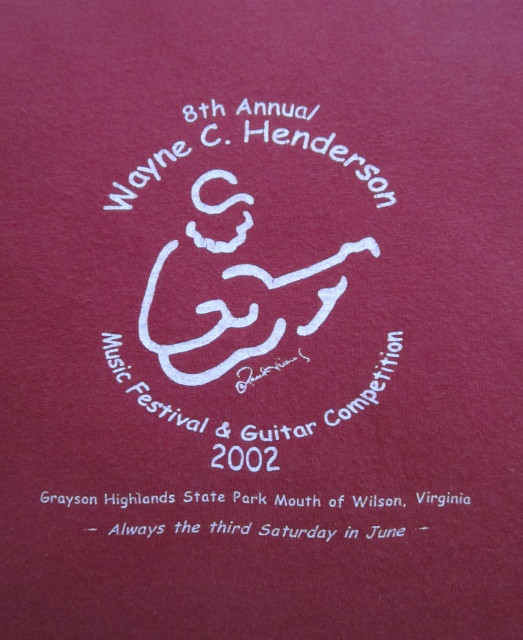 8th Annual
Wayne C. Henderson
Music Festival & Guitar Competition
2002
Grayson Highlands State Park Mouth of Wilson, Virginia
~ Always the third Saturday in June ~